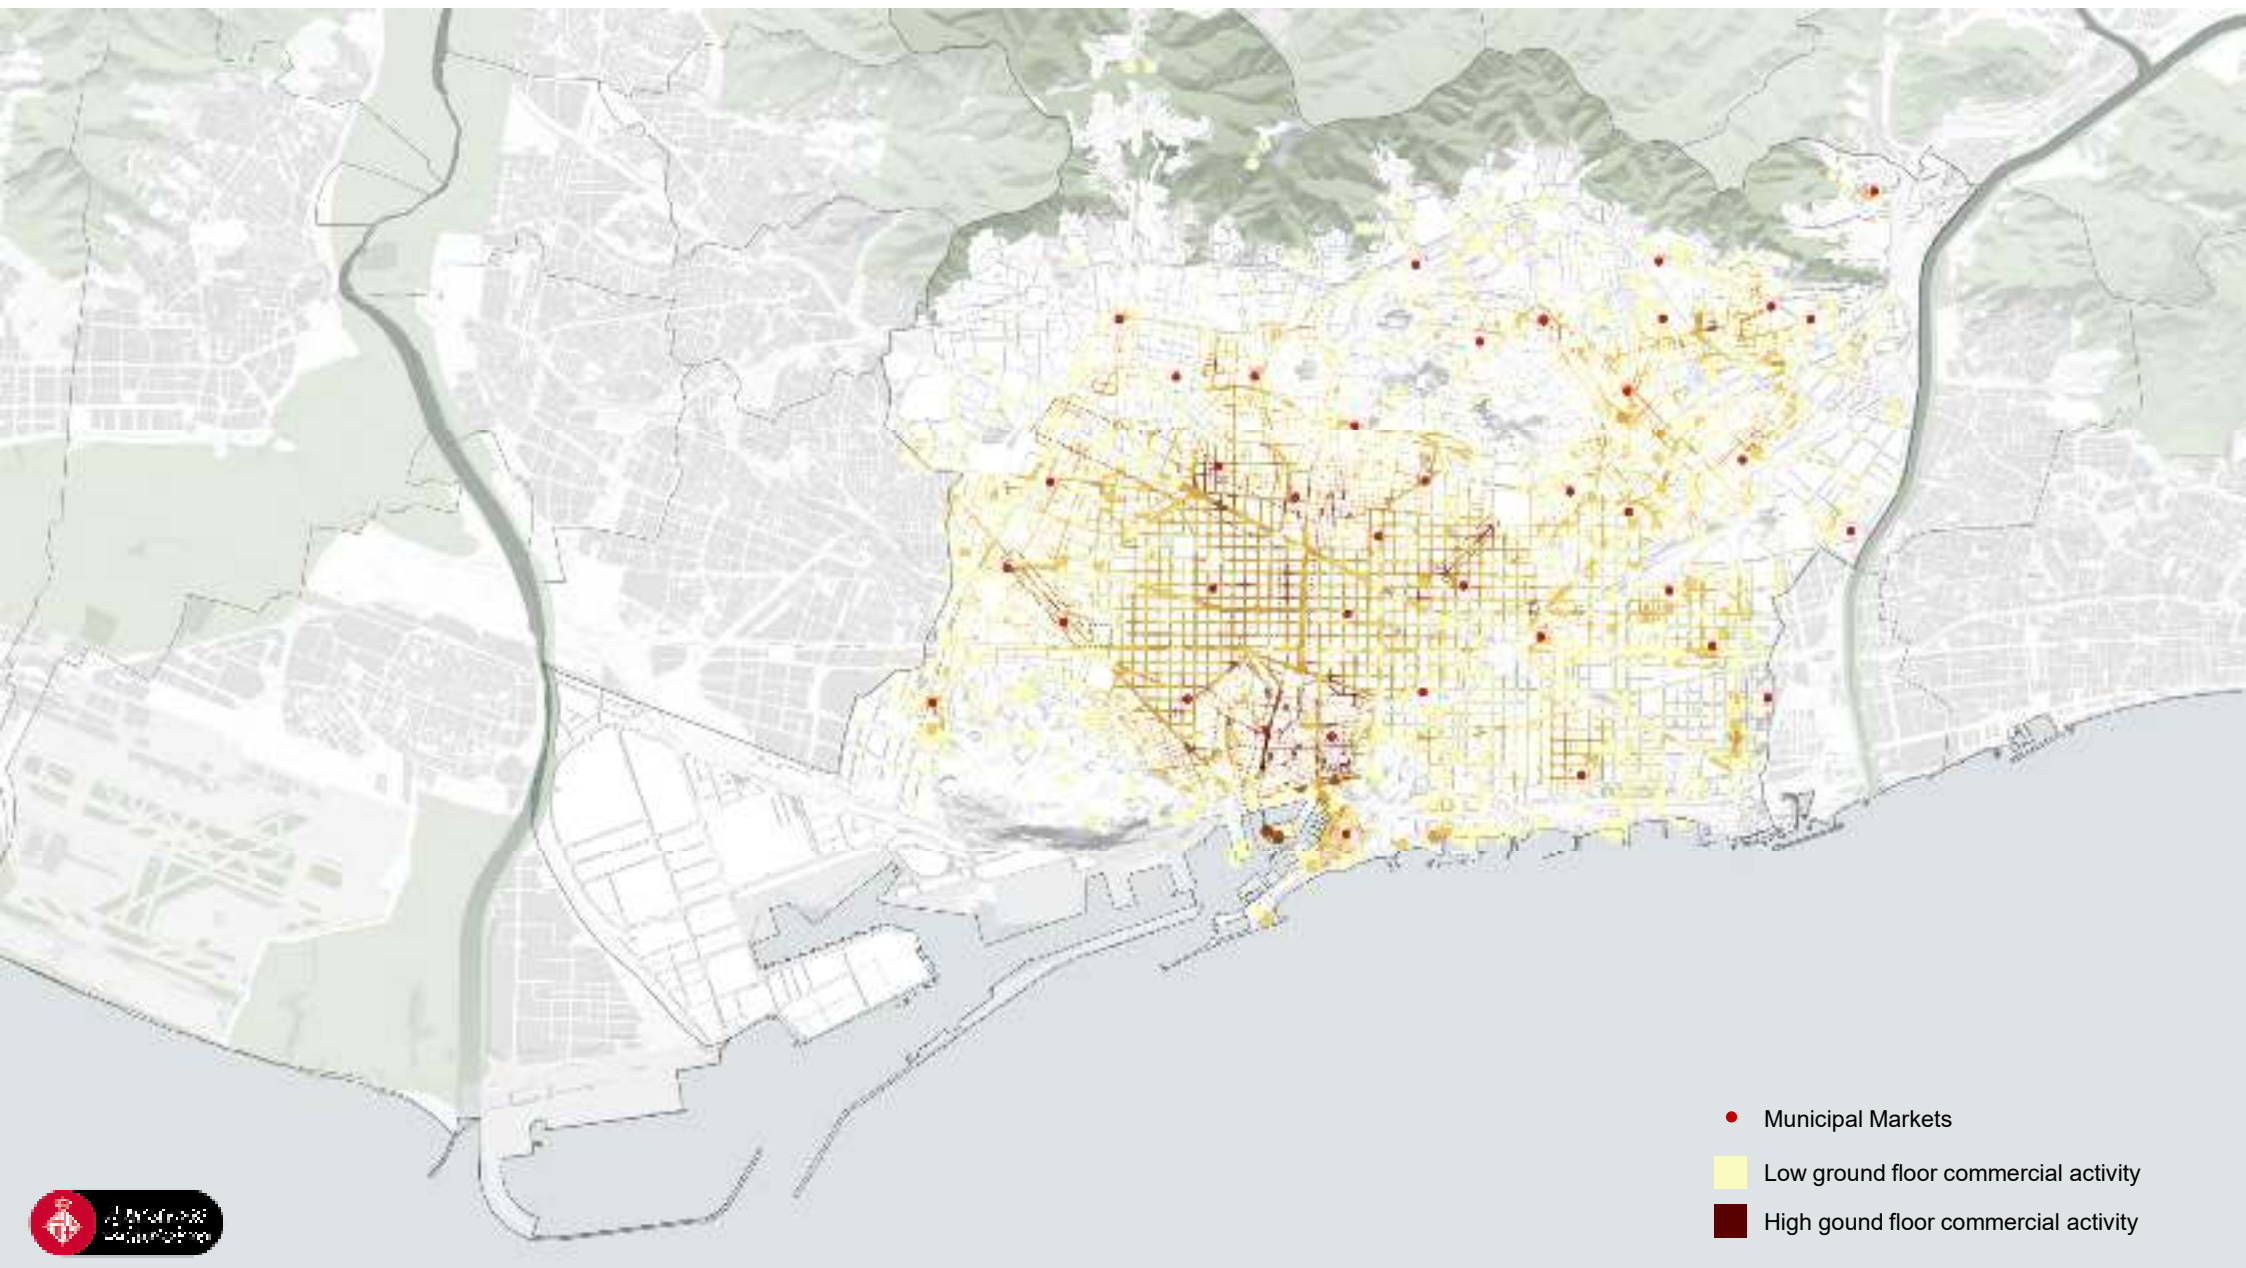 Municipal Markets
Low ground floor commercial activity
High gound floor commercial activity